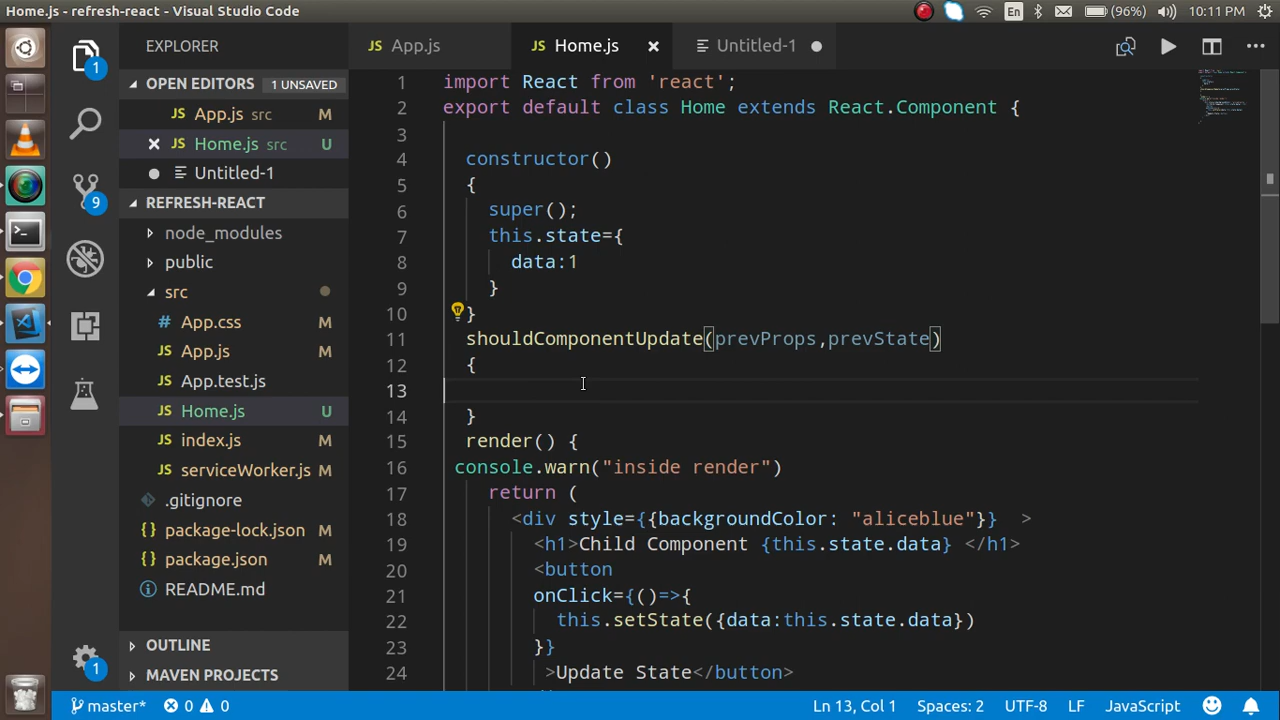 Home.js - refresh-react - Visual Studio Code
En
(96%)
10:11 PM
EXPLORER
App.js
Home.js
Untitled-1
1
OPEN EDITORS
1 UNSAVED
App.js src M
Home.js src U
Untitled-1
9
REFRESH-REACT
node_modules
public
src
App.css M
App.js M
App.test.js
Home.js U
index.js M
serviceWorker.js M
.gitignore
package-lock.json M
package.json M
README.md
OUTLINE
MAVEN PROJECTS
1
1 import React from 'react';
2 export default class Home extends React.Component {
3
4 constructor()
5 {
6 super();
7 this.state={
8 data:1
9 }
10 }
11 shouldComponentUpdate(prevProps,prevState)
12 {
13
14 }
15 render() {
16 console.warn("inside render")
17 return (
18 <div style={{backgroundColor: "aliceblue"}} >
19 <h1>Child Component {this.state.data} </h1>
20 <button
21 onClick={()=>{
22 this.setState({data:this.state.data})
23 }}
24 >Update State</button>
master*
0
0
Ln 13, Col 1
Spaces: 2
UTF-8
LF
JavaScript